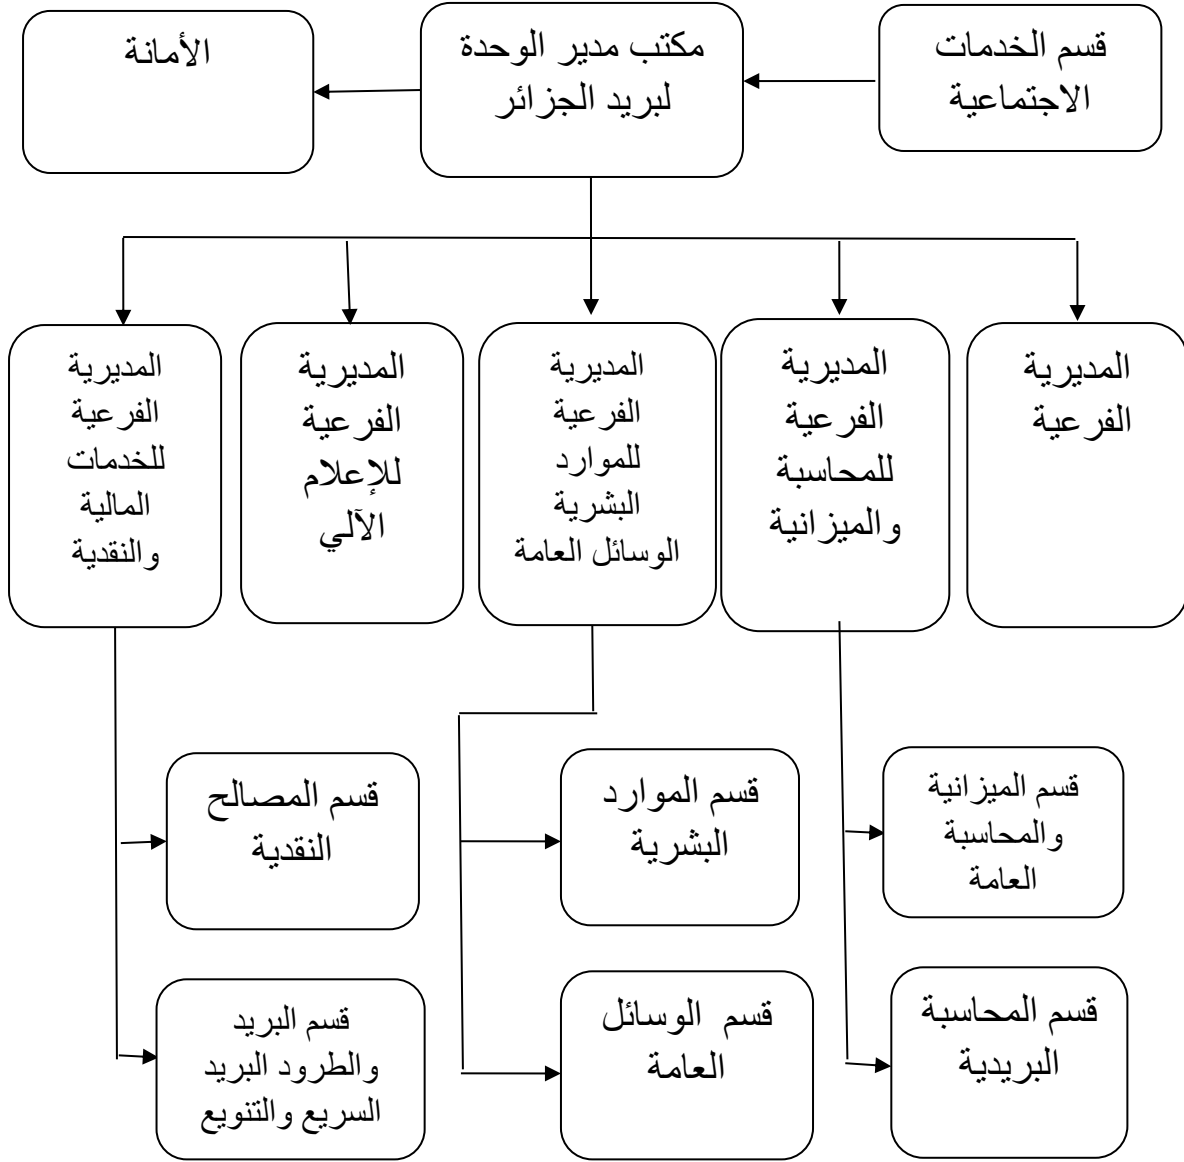 قسم الخدمات
الاجتماعية
مكتب مدير الوحدة
لبريد الجزائر
الأمانة
المديرية
الفرعية
المديرية
الفرعية
للمحاسبة
والميزانية
المديرية
الفرعية
للموارد
البشرية
الوسائل العامة
المديرية
الفرعية
للإعلام
الآلي
المديرية
الفرعية
للخدمات
المالية
والنقدية
قسم الميزانية
والمحاسبة
العامة
قسم الموارد
البشرية
قسم المصالح
النقدية
قسم المحاسبة
البريدية
قسم الوسائل
العامة
قسم البريد
والطرود البريد
السريع والتنويع